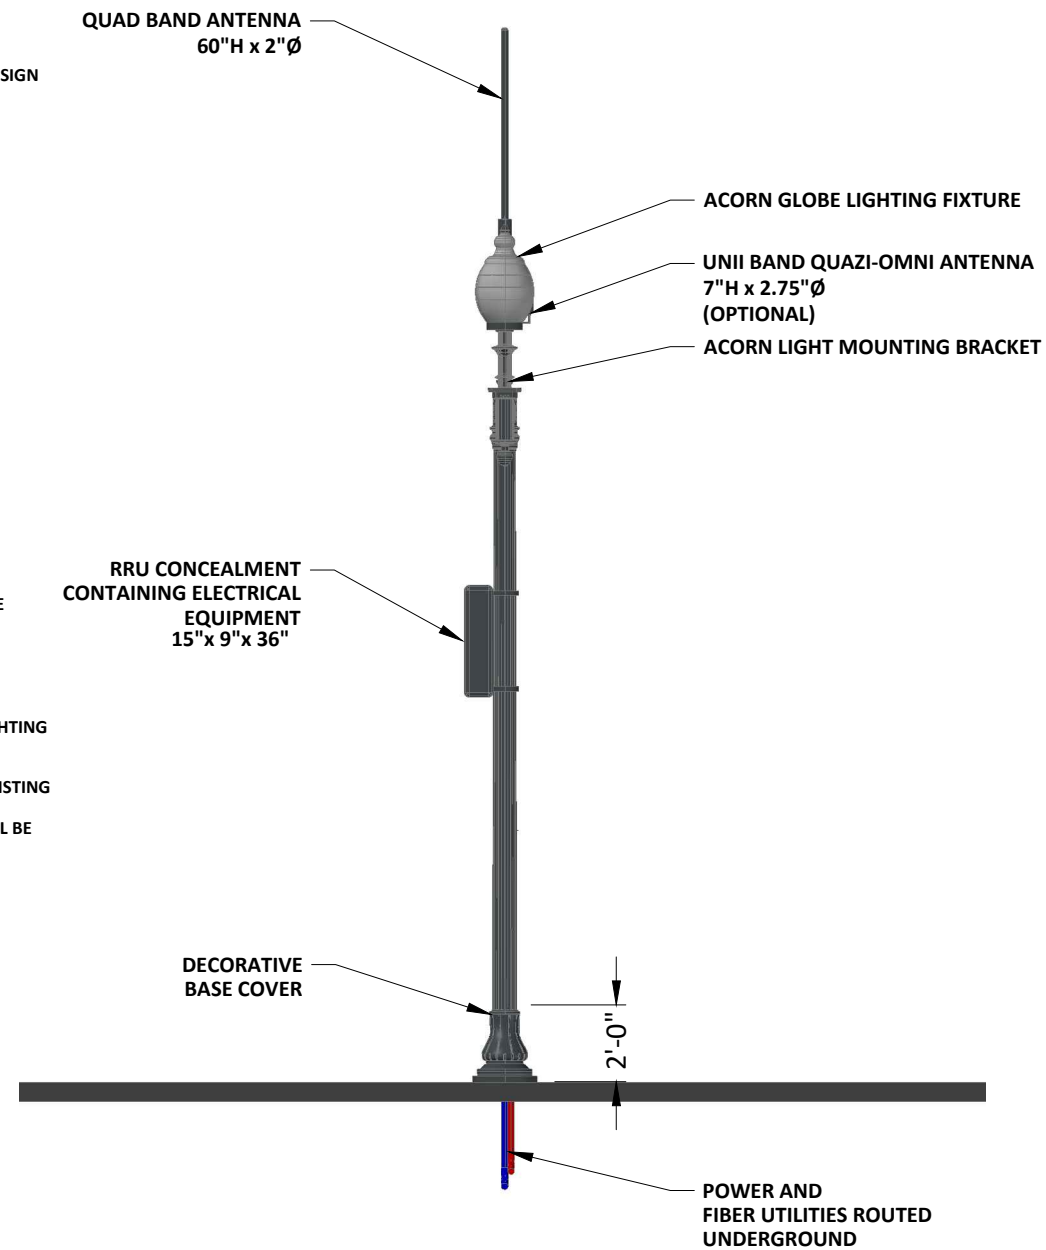 QUAD BAND ANTENNA
60"H x 2"Ø
SIGN
ACORN GLOBE LIGHTING FIXTURE
UNII BAND QUAZI-OMNI ANTENNA
7"H x 2.75"Ø
(OPTIONAL)
ACORN LIGHT MOUNTING BRACKET
RRU CONCEALMENT
CONTAINING ELECTRICAL
EQUIPMENT
15"x 9"x 36"
E
HTING
ISTING
L BE
DECORATIVE
BASE COVER
2'-0"
POWER AND
FIBER UTILITIES ROUTED
UNDERGROUND